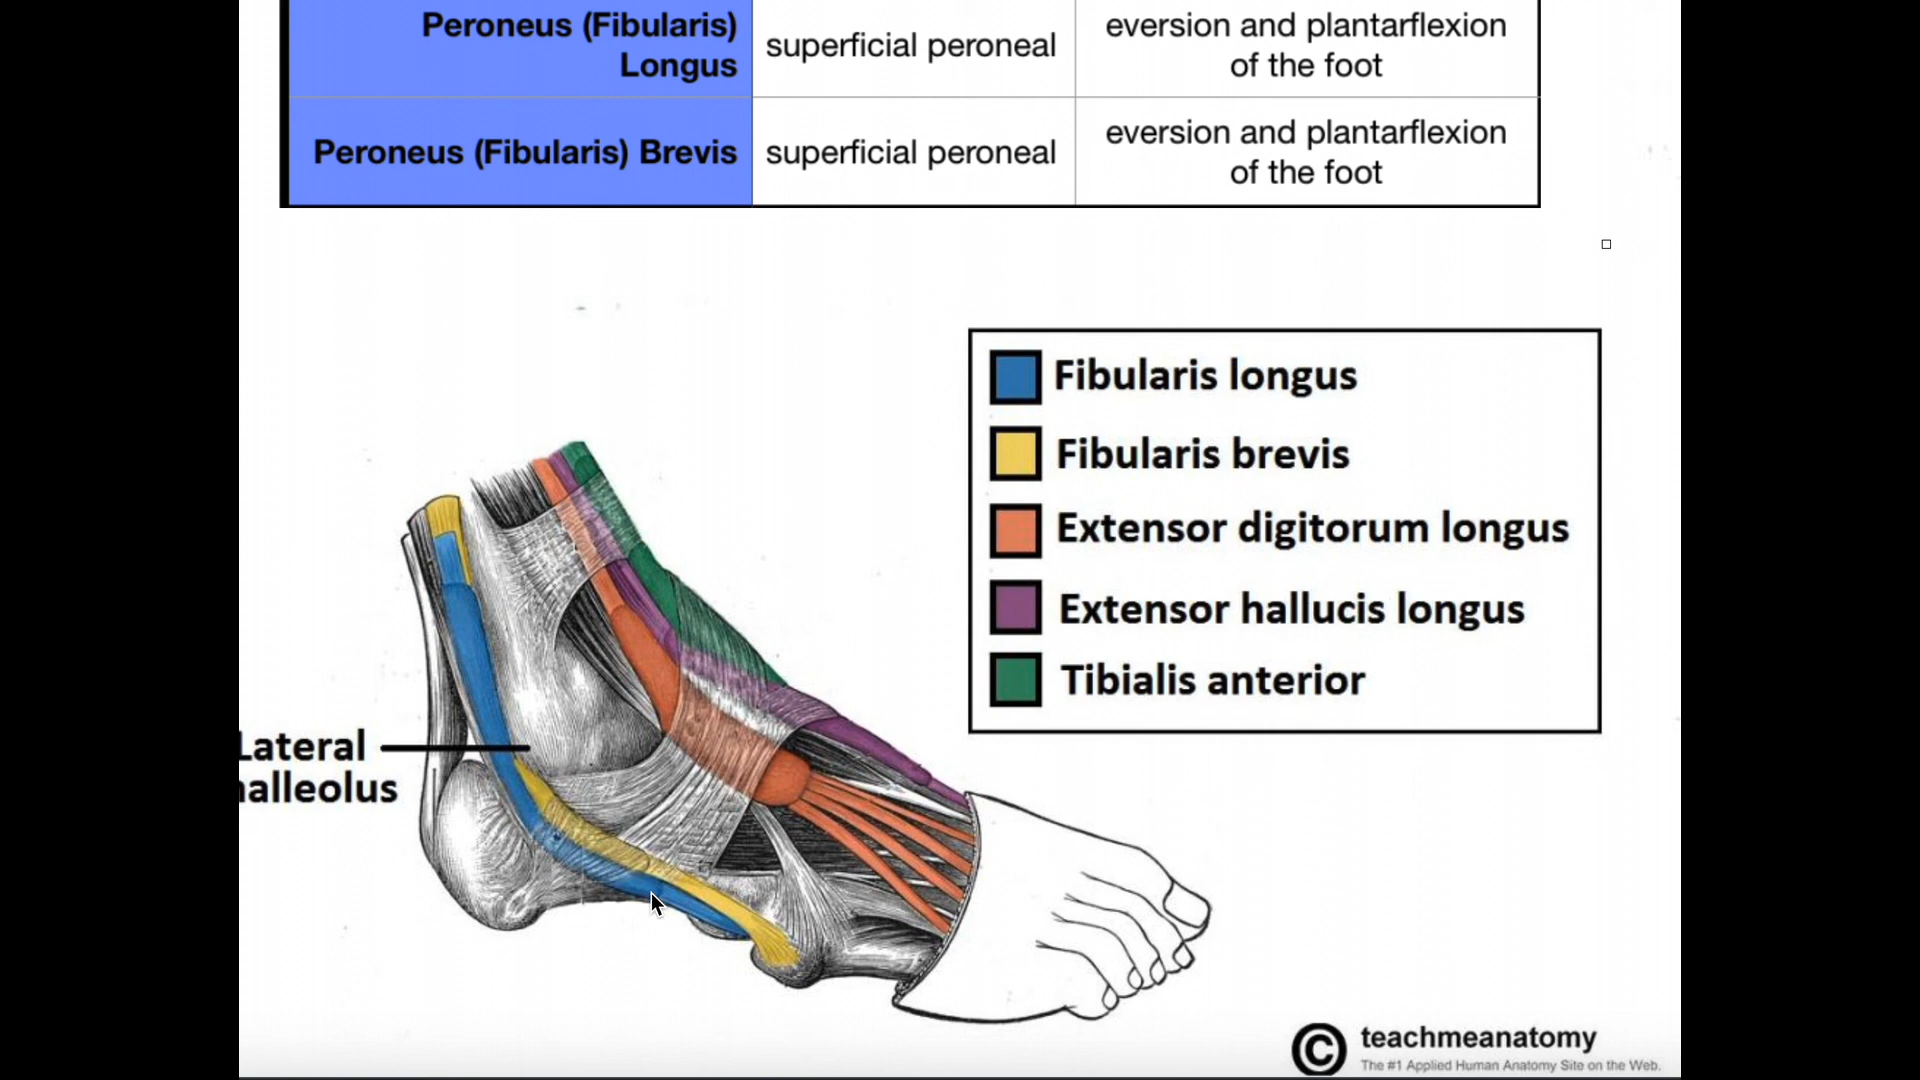 Peroneus (Fibularis)
Longus
superficial peroneal
eversion and plantarflexion
of the foot
Peroneus (Fibularis) Brevis
superficial peroneal
eversion and plantarflexion
of the foot
Fibularis longus
Fibularis brevis
Extensor digitorum longus
Extensor hallucis longus
Tibialis anterior
Lateral
alleolus
© teachmeanatomy
The #1 Applied Human Anatomy Site on the Web.